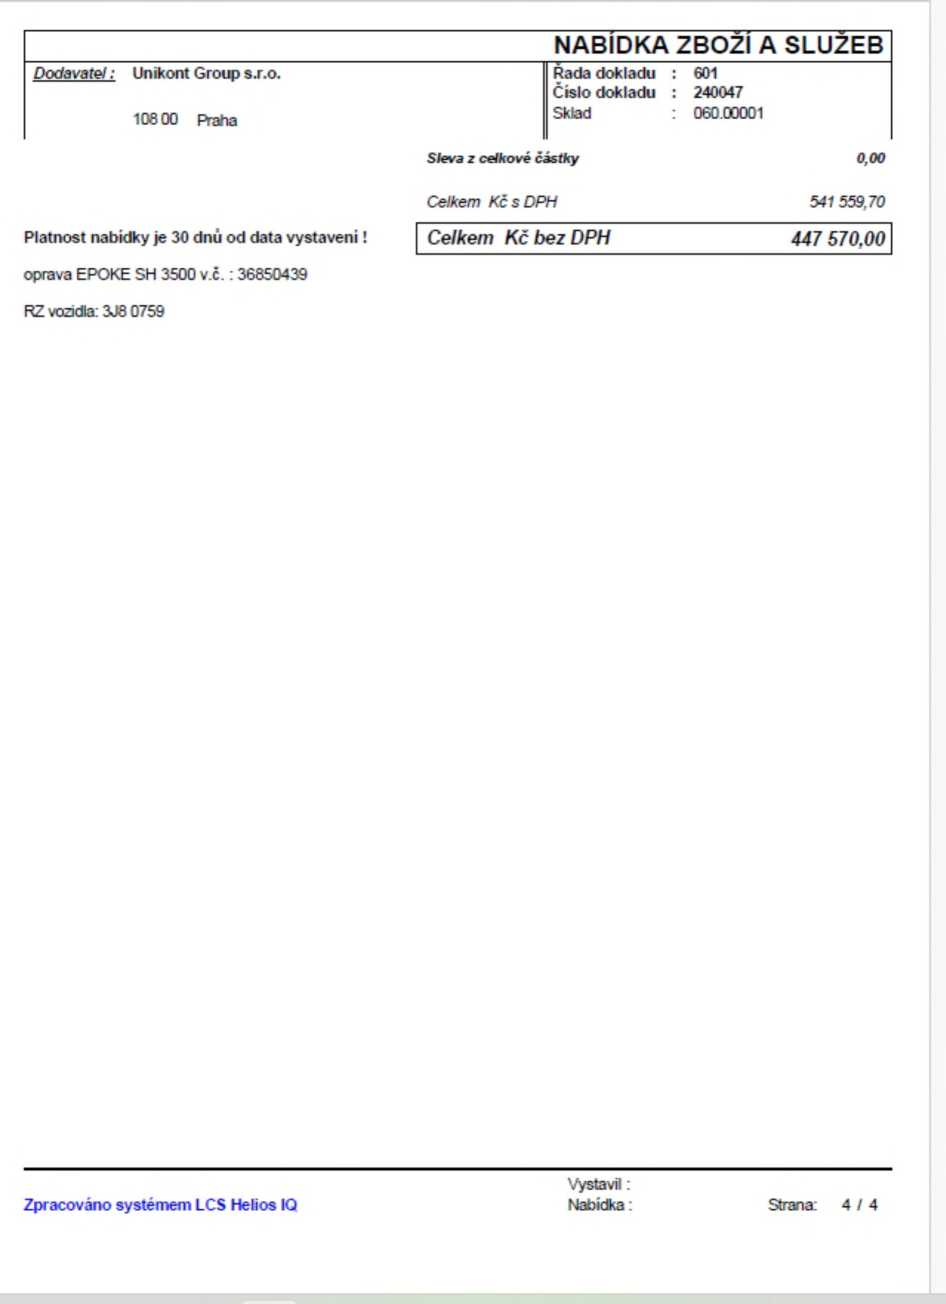 NABÍDKA ZBOŽÍ A SLUŽEB
Dodavatel : Unikont Group s.r.o.
108 00 Praha
Řada dokladu : 601
Číslo dokladu : 240047
Sklad : 060.00001
Sleva z celkové částky 0,00
Celkem Kč s DPH 541 559,70
Platnost nabídky je 30 dnů od data vystavení !
Celkem Kč bez DPH 447 570,00
oprava EPOKE SH 3500 v.č. : 36850439
RZ vozidla: 3J8 0759
Vystavil :
Zpracováno systémem LCS Helios IQ
Nabídka :
Strana: 4 / 4